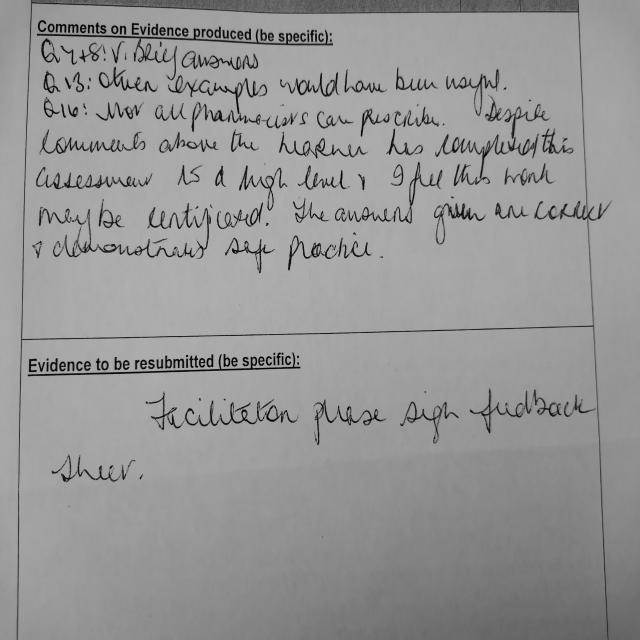 Comments on Evidence produced (be specific):
Q7+8: V. Brief answers
Q13: Other examples would have been useful.
Q16: Not all pharmacists can prescribe. Despite
comments above the learner has completed this
assessment to a high level & I feel this work
may be certificated. The answers given are correct
& demonstrates safe practice.
Evidence to be resubmitted (be specific):
Facilitator please sign feedback
sheet.